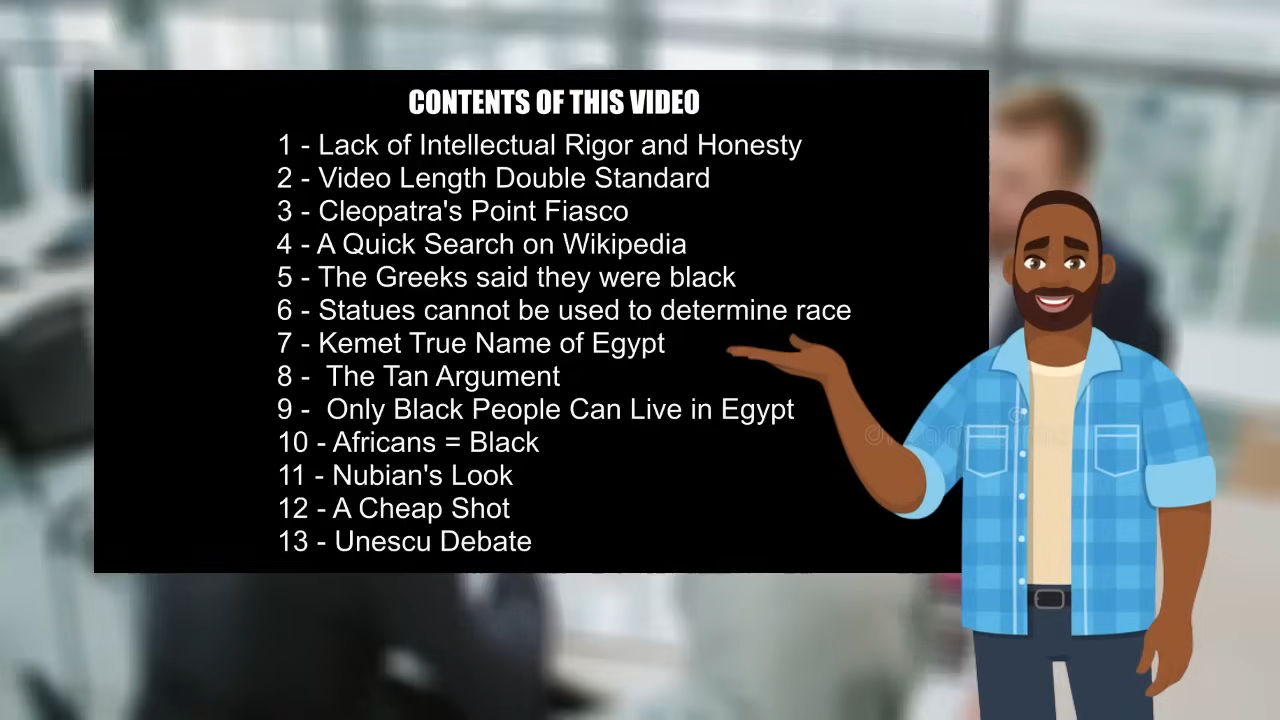 CONTENTS OF THIS VIDEO
1 - Lack of Intellectual Rigor and Honesty
2 - Video Length Double Standard
3 - Cleopatra's Point Fiasco
4 - A Quick Search on Wikipedia
5 - The Greeks said they were black
6 - Statues cannot be used to determine race
7 - Kemet True Name of Egypt
8 -  The Tan Argument
9 -  Only Black People Can Live in Egypt
10 - Africans = Black
11 - Nubian's Look
12 - A Cheap Shot
13 - Unescu Debate